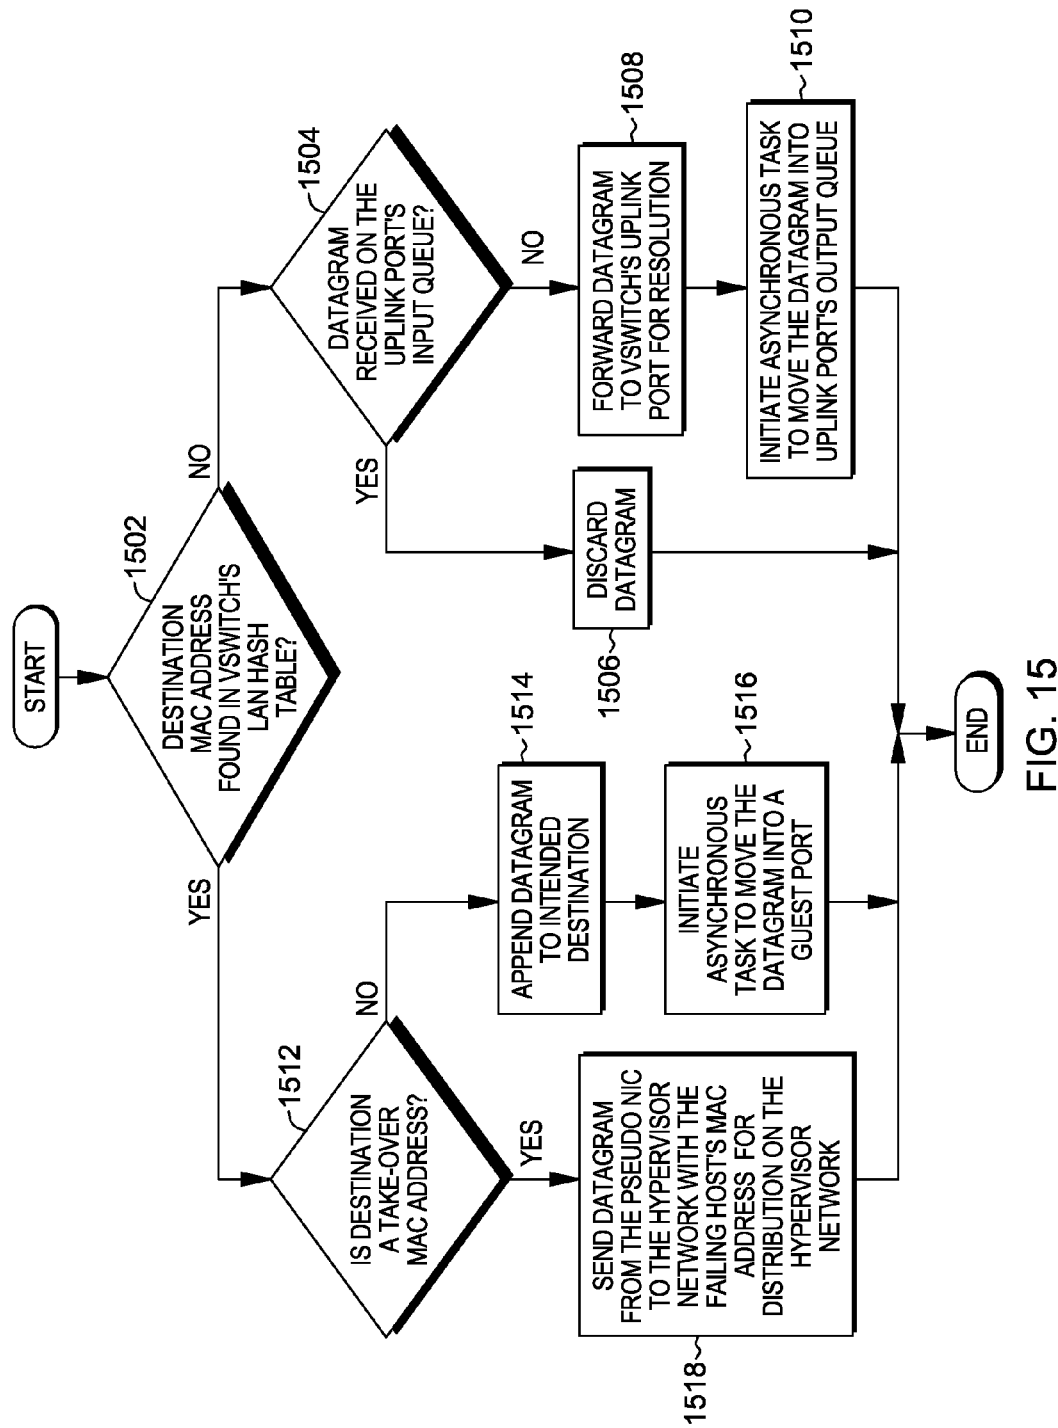 START
DESTINATION
MAC ADDRESS
FOUND IN VSWITCH'S
LAN HASH
TABLE?
1502
YES
NO
IS DESTINATION
A TAKE-OVER
MAC ADDRESS?
1512
YES
NO
SEND DATAGRAM
FROM THE PSEUDO NIC
TO THE HYPERVISOR
NETWORK WITH THE
FAILING HOST'S MAC
ADDRESS FOR
DISTRIBUTION ON THE
HYPERVISOR
NETWORK
1518
APPEND DATAGRAM
TO INTENDED
DESTINATION
1514
INITIATE
ASYNCHRONOUS
TASK TO MOVE THE
DATAGRAM INTO A
GUEST PORT
1516
DATAGRAM
RECEIVED ON THE
UPLINK PORT'S
INPUT QUEUE?
1504
YES
NO
DISCARD
DATAGRAM
1506
FORWARD DATAGRAM
TO VSWITCH'S UPLINK
PORT FOR RESOLUTION
1508
INITIATE ASYNCHRONOUS TASK
TO MOVE THE DATAGRAM INTO
UPLINK PORT'S OUTPUT QUEUE
1510
END
FIG. 15